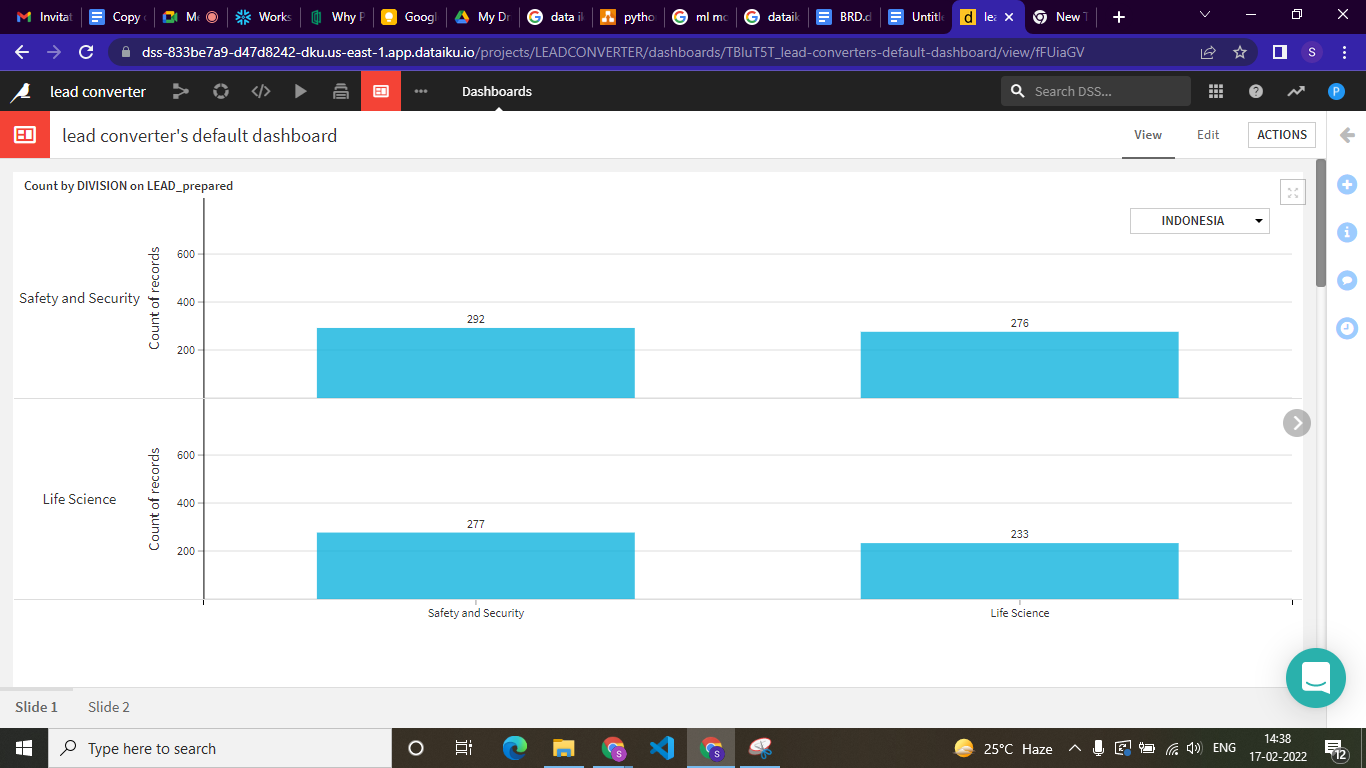 Invitat
Copy
Me
Works
Why P
Googl
My Dr
data il
pytho
ml mo
dataik
BRD.d
Untitl
lea
New T
dss-833be7a9-d47d8242-dku.us-east-1.app.dataiku.io/projects/LEADCONVERTER/dashboards/TBIuT5T_lead-converters-default-dashboard/view/fFUiaGV
S
lead converter
Dashboards
Search DSS...
P
lead converter's default dashboard
View
Edit
ACTIONS
Count by DIVISION on LEAD_prepared
INDONESIA
Safety and Security
Count of records
600
400
200
292
276
Life Science
Count of records
600
400
200
277
233
Safety and Security
Life Science
Slide 1
Slide 2
Type here to search
25°C Haze
ENG
14:38
17-02-2022
12